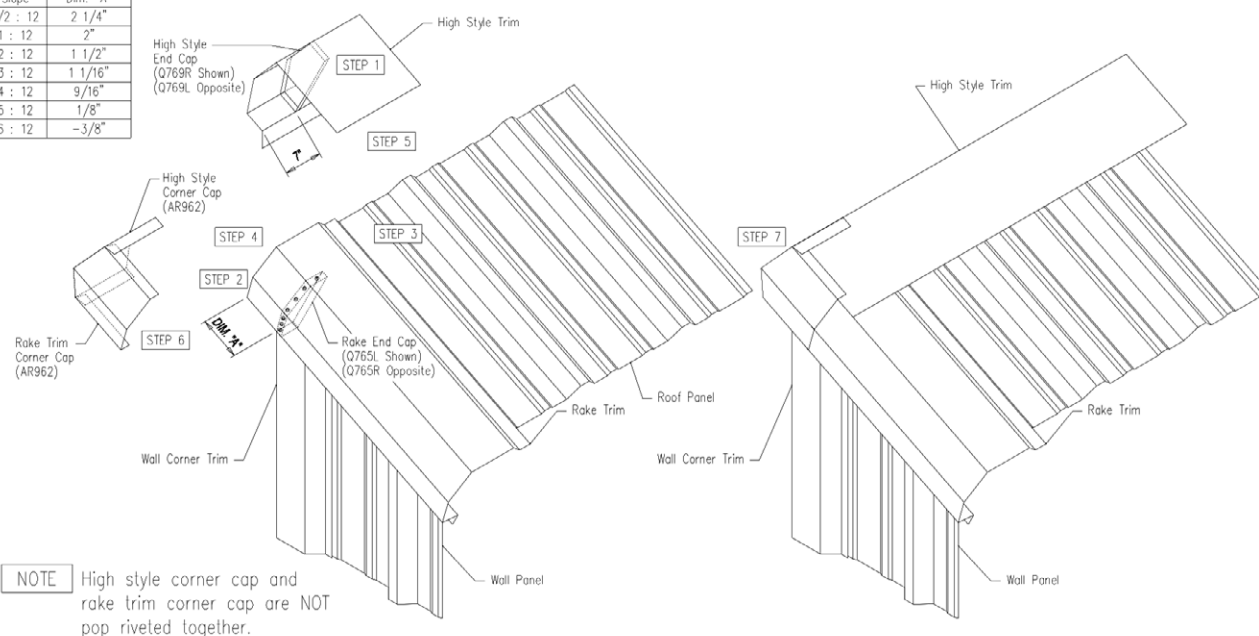 Slope Dim. "A"
/2 : 12 2 1/4"
1 : 12 2"
2 : 12 1 1/2"
3 : 12 1 1/16"
4 : 12 9/16"
5 : 12 1/8"
6 : 12 -3/8"
High Style
End Cap
(Q769R Shown)
(Q769L Opposite)
High Style Trim
STEP 1
7"
STEP 5
High Style
Corner Cap
(AR962)
STEP 4
STEP 3
STEP 2
DIM. "A"
Rake Trim
Corner Cap
(AR962)
STEP 6
Rake End Cap
(Q765L Shown)
(Q765R Opposite)
Roof Panel
Rake Trim
Wall Corner Trim
Wall Panel
High Style Trim
STEP 7
Rake Trim
Wall Corner Trim
Wall Panel
NOTE High style corner cap and
rake trim corner cap are NOT
pop riveted together.